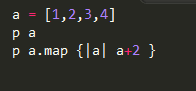 a = [1,2,3,4]
p a
p a.map {|a| a+2 }